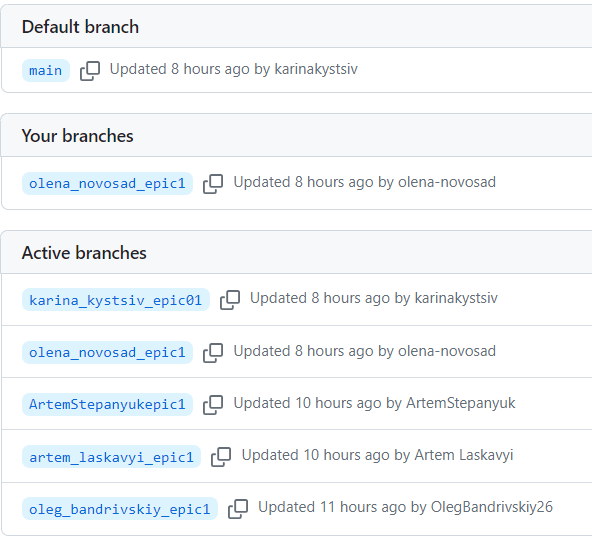 Default branch
main Updated 8 hours ago by karinakystsiv
Your branches
olena_novosad_epic1 Updated 8 hours ago by olena-novosad
Active branches
karina_kystsiv_epic01 Updated 8 hours ago by karinakystsiv
olena_novosad_epic1 Updated 8 hours ago by olena-novosad
ArtemStepanyukepic1 Updated 10 hours ago by ArtemStepanyuk
artem_laskavyi_epic1 Updated 10 hours ago by Artem Laskavyi
oleg_bandrivskiy_epic1 Updated 11 hours ago by OlegBandrivskiy26